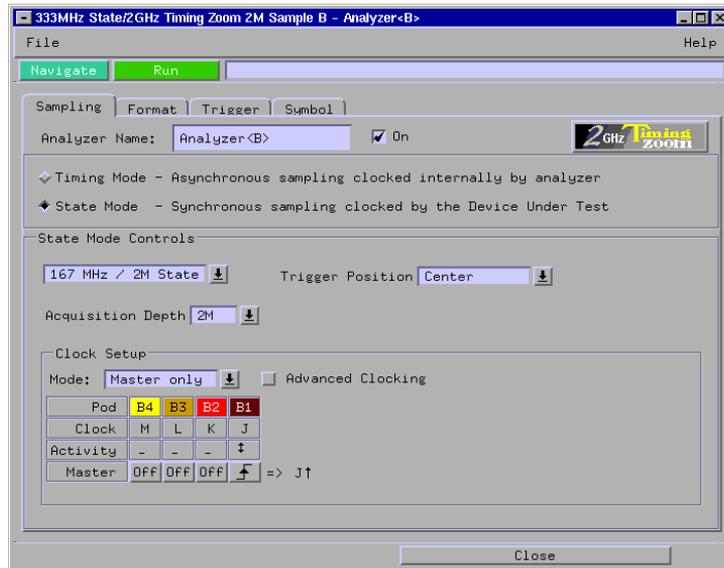 333MHz State/2GHz Timing Zoom 2M Sample B - Analyzer<B>
File Help
Navigate Run
Sampling Format Trigger Symbol
Analyzer Name: Analyzer<B> On 2GHz Timing Zoom
Timing Mode - Asynchronous sampling clocked internally by analyzer
State Mode - Synchronous sampling clocked by the Device Under Test
State Mode Controls
167 MHz / 2M State Trigger Position Center
Acquisition Depth 2M
Clock Setup
Mode: Master only Advanced Clocking
Pod B4 B3 B2 B1
Clock M L K J
Activity - - - ↕
Master Off Off Off => J↑
Close